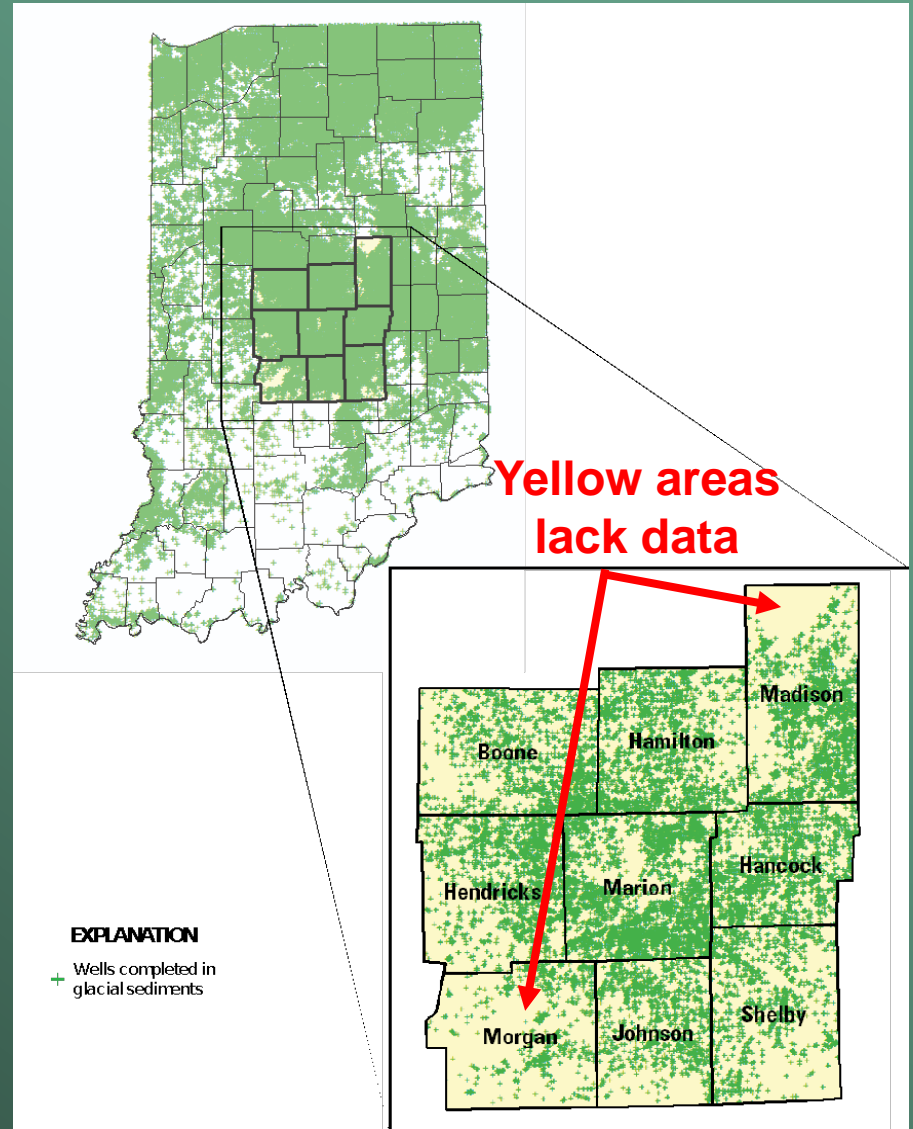 Yellow areas
lack data
Madison
Boone
Hamilton
Hendricks
Marion
Hancock
Morgan
Johnson
Shelby
EXPLANATION
Wells completed in
glacial sediments